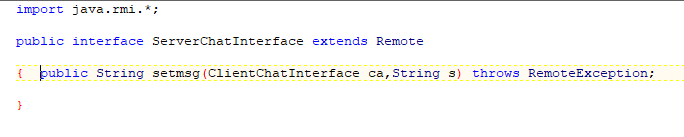 import java.rmi.*;
public interface ServerChatInterface extends Remote
{  public String setmsg(ClientChatInterface ca,String s) throws RemoteException;
}